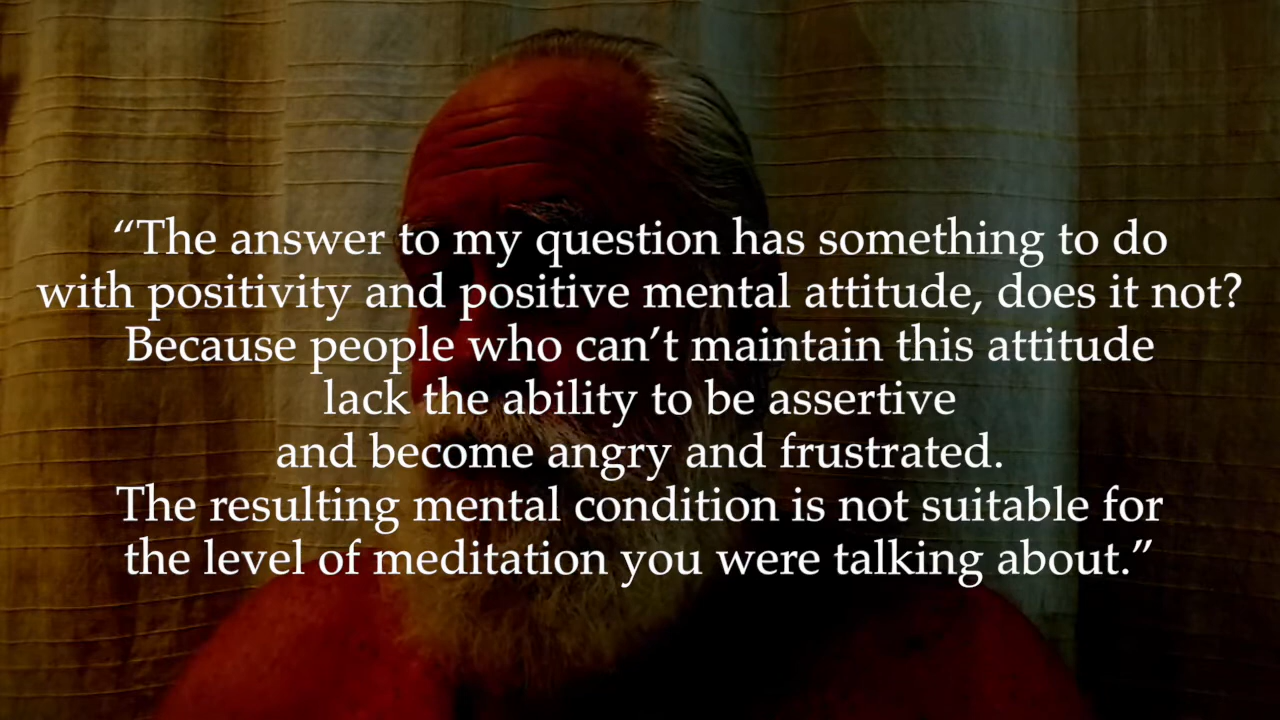 “The answer to my question has something to do
with positivity and positive mental attitude, does it not?
Because people who can’t maintain this attitude
lack the ability to be assertive
and become angry and frustrated.
The resulting mental condition is not suitable for
the level of meditation you were talking about.”